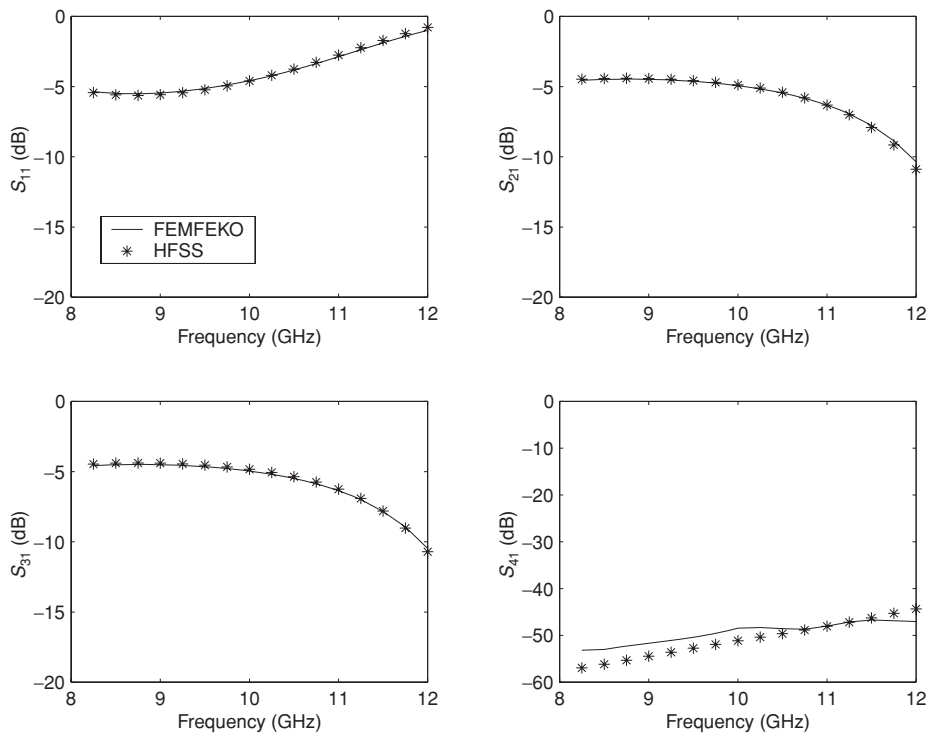 0
−5
−10
−15
−20
S11 (dB)
FEMFEKO
HFSS
8 9 10 11 12
Frequency (GHz)
0
−5
−10
−15
−20
S21 (dB)
8 9 10 11 12
Frequency (GHz)
0
−5
−10
−15
−20
S31 (dB)
8 9 10 11 12
Frequency (GHz)
0
−10
−20
−30
−40
−50
−60
S41 (dB)
8 9 10 11 12
Frequency (GHz)